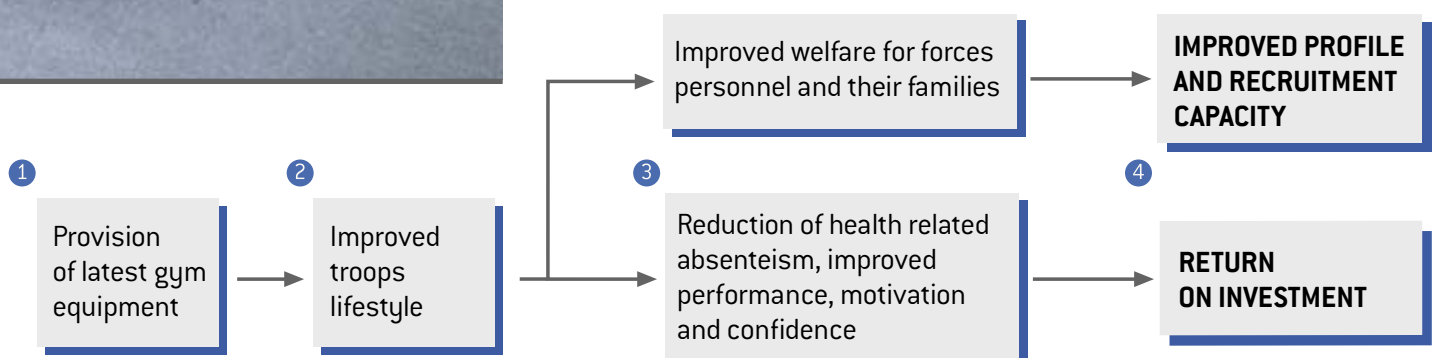 Improved welfare for forces
personnel and their families
IMPROVED PROFILE
AND RECRUITMENT
CAPACITY
1
Provision
of latest gym
equipment
2
Improved
troops
lifestyle
3
Reduction of health related
absenteism, improved
performance, motivation
and confidence
4
RETURN
ON INVESTMENT